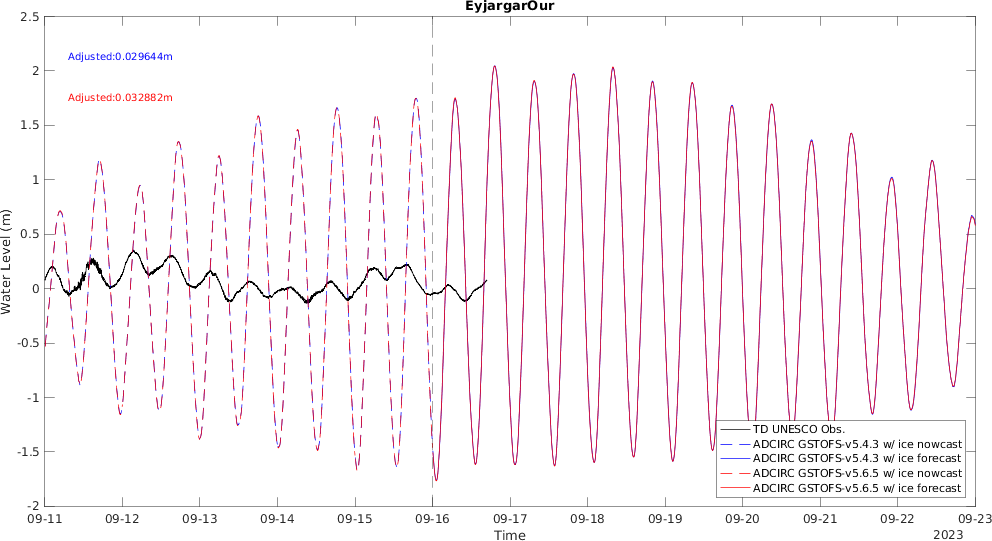 EyjargarOur
Adjusted:0.029644m
Adjusted:0.032882m
Water Level (m)
2.5
2
1.5
1
0.5
0
-0.5
-1
-1.5
-2
TD UNESCO Obs.
ADCIRC GSTOFS-v5.4.3 w/ ice nowcast
ADCIRC GSTOFS-v5.4.3 w/ ice forecast
ADCIRC GSTOFS-v5.6.5 w/ ice nowcast
ADCIRC GSTOFS-v5.6.5 w/ ice forecast
09-11 09-12 09-13 09-14 09-15 09-16 09-17 09-18 09-19 09-20 09-21 09-22 09-23
Time
2023